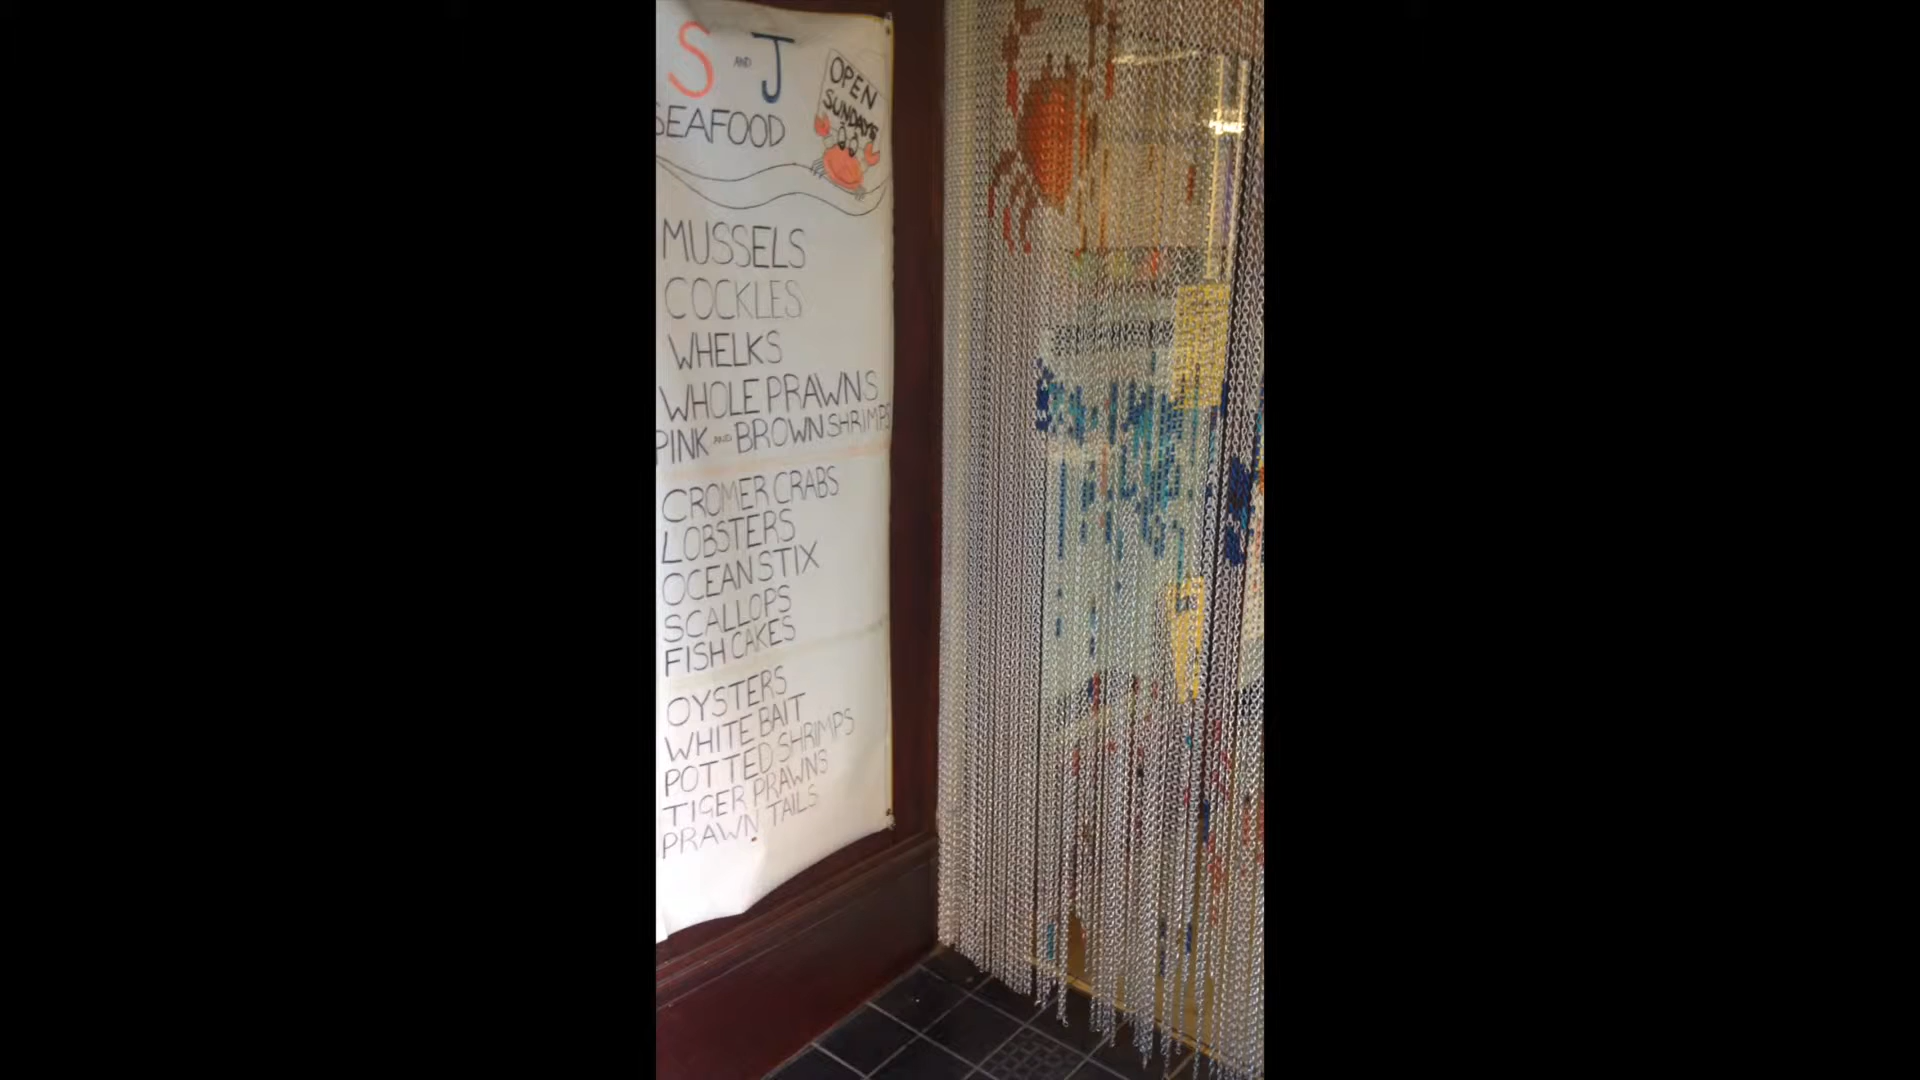 S AND J
SEAFOOD
OPEN
SUNDAYS
MUSSELS
COCKLES
WHELKS
WHOLE PRAWNS
PINK AND BROWN SHRIMPS
CROMER CRABS
LOBSTERS
OCEAN STIX
SCALLOPS
FISH CAKES
OYSTERS
WHITE BAIT
POTTED SHRIMPS
TIGER PRAWNS
PRAWN TAILS